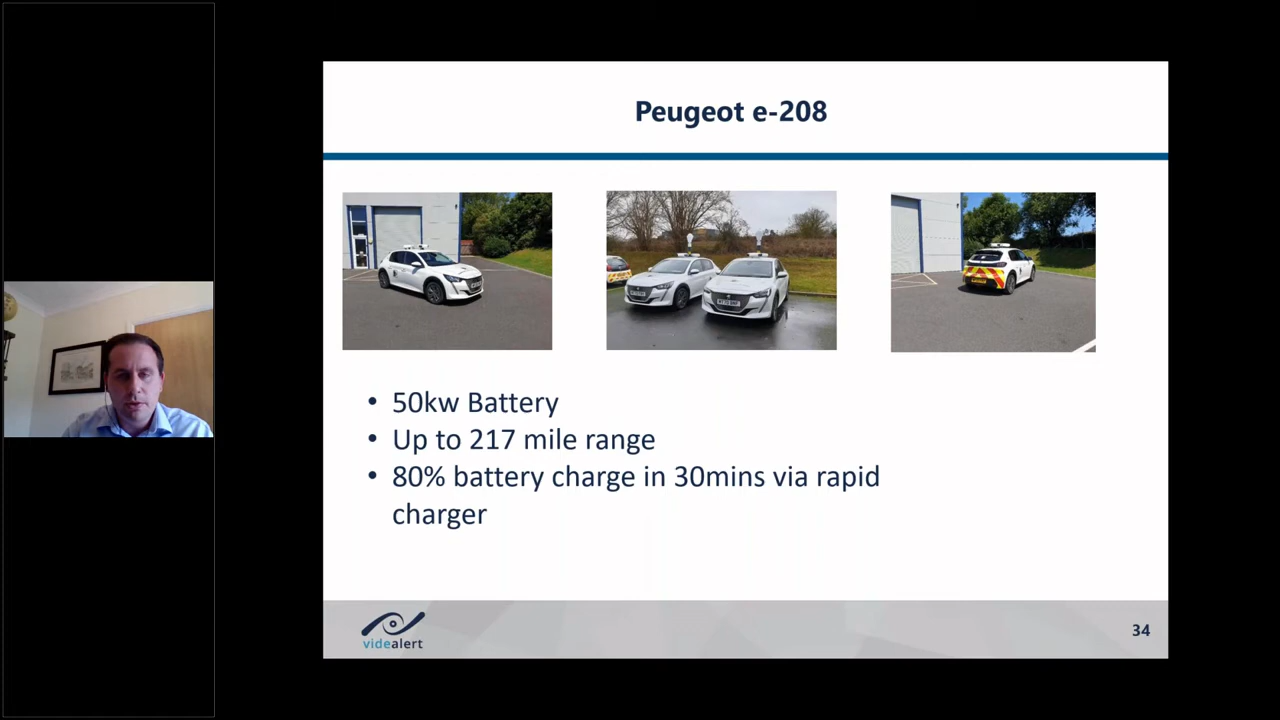 Peugeot e-208
• 50kw Battery
• Up to 217 mile range
• 80% battery charge in 30mins via rapid
charger
videalert
34